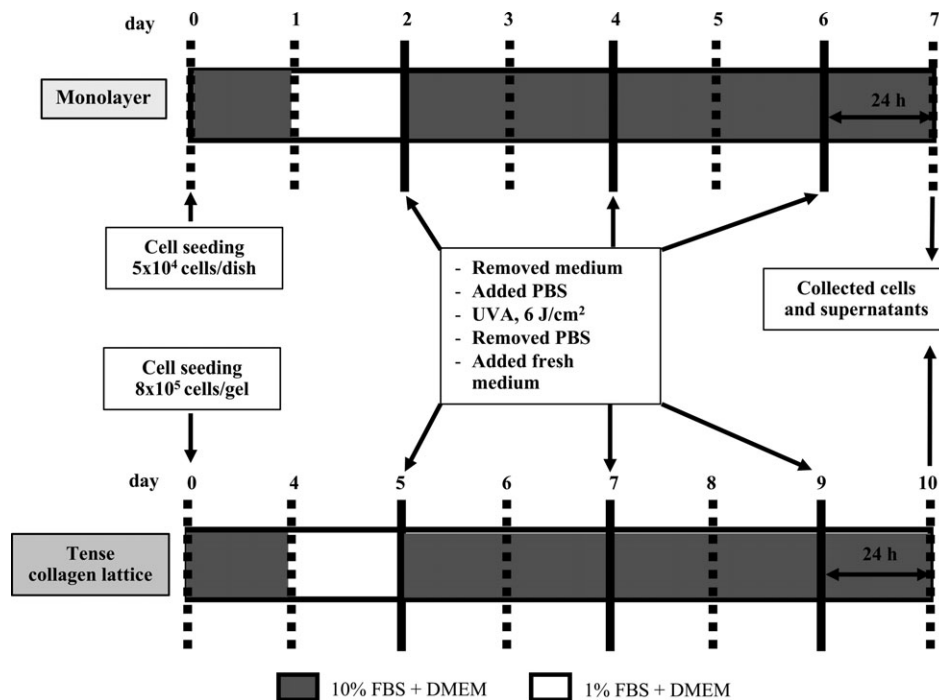 day 0 1 2 3 4 5 6 7
Monolayer
24 h
Cell seeding
5x10⁴ cells/dish
- Removed medium
- Added PBS
- UVA, 6 J/cm²
- Removed PBS
- Added fresh
medium
Collected cells
and supernatants
Cell seeding
8x10⁵ cells/gel
day 0 4 5 6 7 8 9 10
Tense
collagen lattice
24 h
10% FBS + DMEM 1% FBS + DMEM